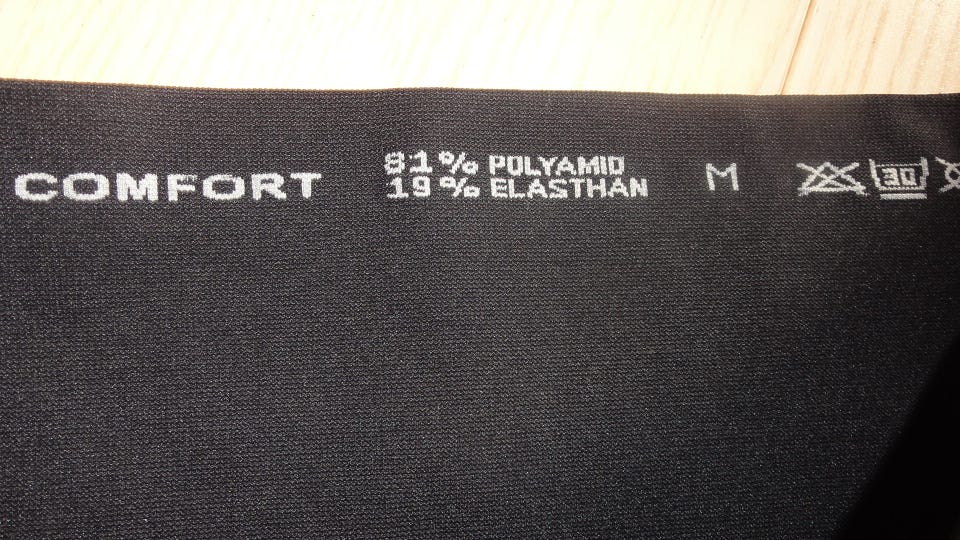 COMFORT
81% POLYAMID
19% ELASTHAN
M
30